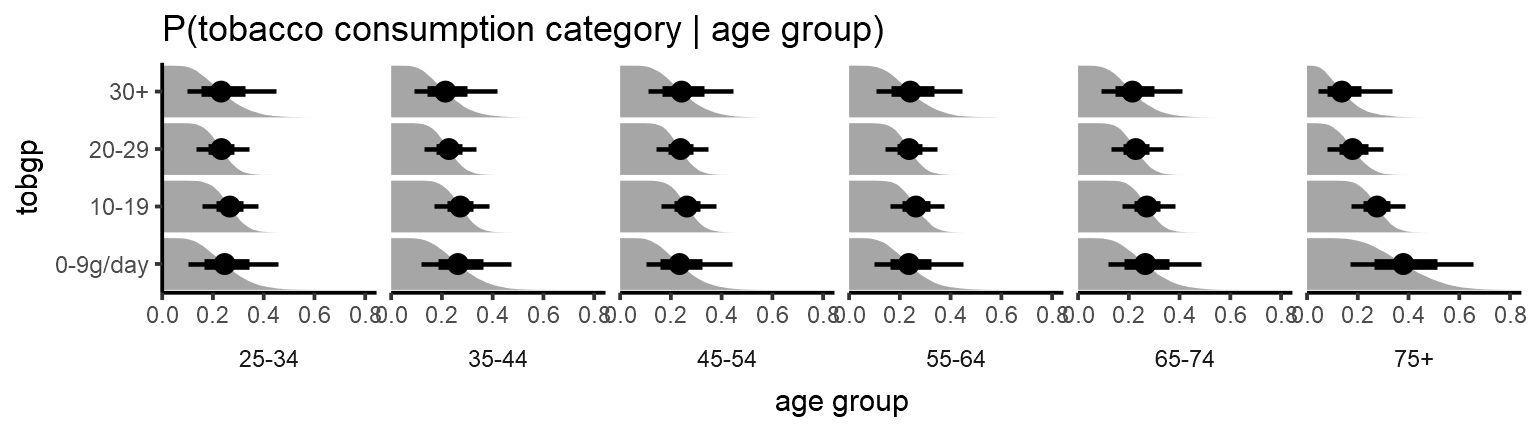 P(tobacco consumption category | age group)
tobgp
30+
20-29
10-19
0-9g/day
0.0 0.2 0.4 0.6 0.8 0.0 0.2 0.4 0.6 0.8 0.0 0.2 0.4 0.6 0.8 0.0 0.2 0.4 0.6 0.8 0.0 0.2 0.4 0.6 0.8 0.0 0.2 0.4 0.6 0.8
25-34 35-44 45-54 55-64 65-74 75+
age group